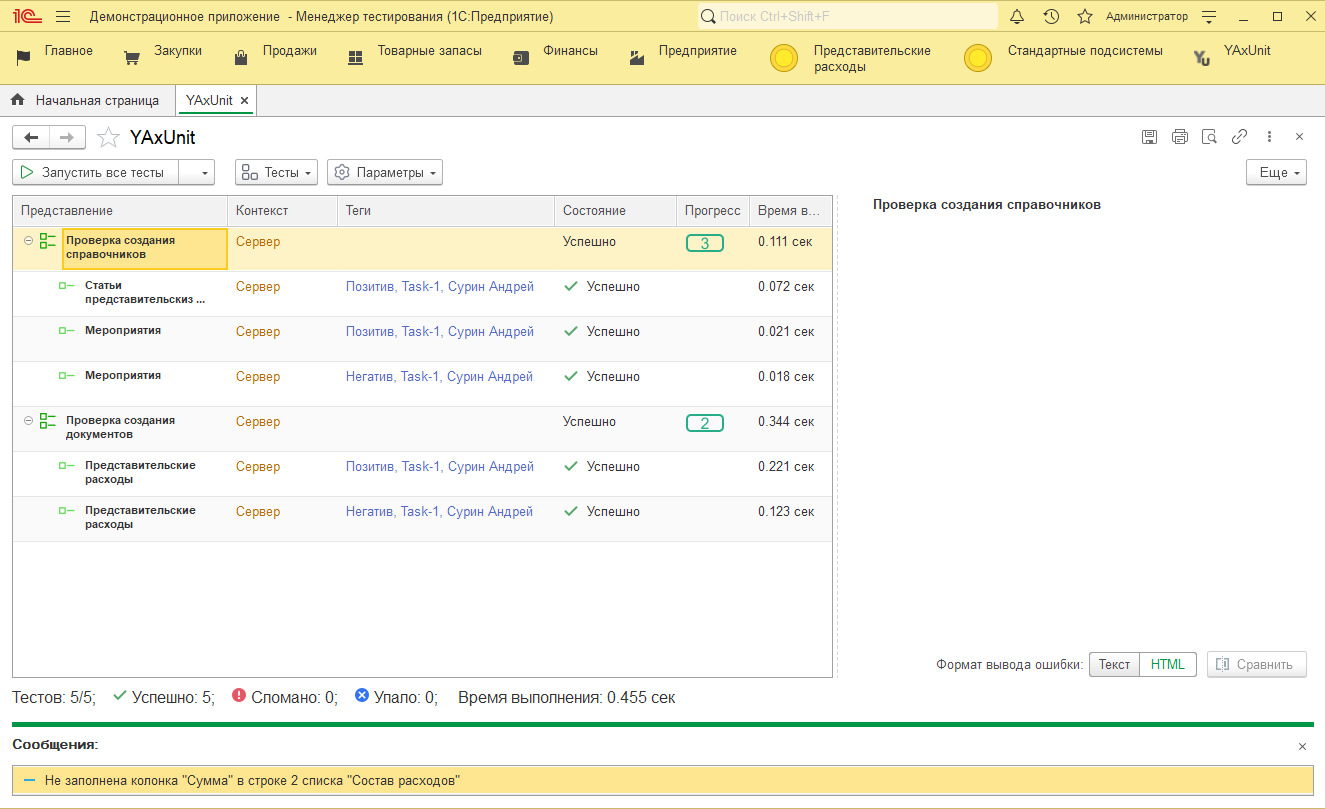 1С Демонстрационное приложение - Менеджер тестирования (1С:Предприятие) Поиск Ctrl+Shift+F Администратор
Главное Закупки Продажи Товарные запасы Финансы Предприятие Представительские расходы Стандартные подсистемы YAxUnit
Начальная страница YAxUnit
YAxUnit
Запустить все тесты Тесты Параметры Еще
Представление Контекст Теги Состояние Прогресс Время в...
Проверка создания справочников Сервер Успешно 3 0.111 сек
Статьи представительскиз ... Сервер Позитив, Task-1, Сурин Андрей Успешно 0.072 сек
Мероприятия Сервер Позитив, Task-1, Сурин Андрей Успешно 0.021 сек
Мероприятия Сервер Негатив, Task-1, Сурин Андрей Успешно 0.018 сек
Проверка создания документов Сервер Успешно 2 0.344 сек
Представительские расходы Сервер Позитив, Task-1, Сурин Андрей Успешно 0.221 сек
Представительские расходы Сервер Негатив, Task-1, Сурин Андрей Успешно 0.123 сек
Проверка создания справочников
Формат вывода ошибки: Текст HTML Сравнить
Тестов: 5/5; Успешно: 5; Сломано: 0; Упало: 0; Время выполнения: 0.455 сек
Сообщения:
Не заполнена колонка "Сумма" в строке 2 списка "Состав расходов"